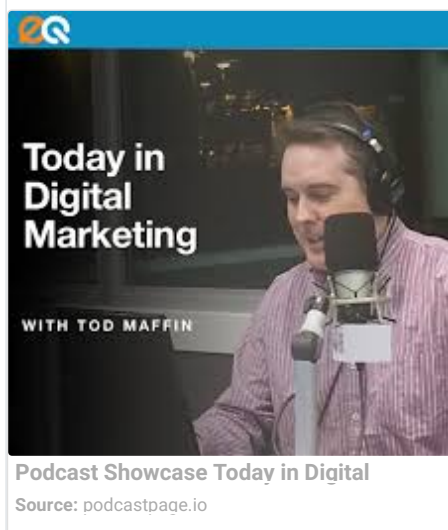 eQ
Today in
Digital
Marketing
WITH TOD MAFFIN
Podcast Showcase Today in Digital
Source: podcastpage.io